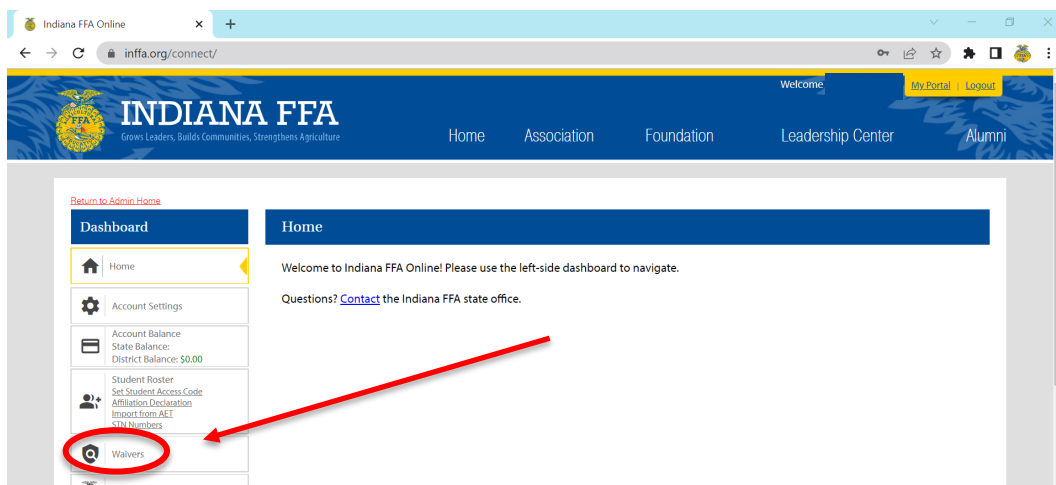 Indiana FFA Online
inffa.org/connect/
Welcome
My Portal | Logout
FFA
INDIANA FFA
Grows Leaders, Builds Communities, Strengthens Agriculture
Home Association Foundation Leadership Center Alumni
Return to Admin Home
Dashboard
Home
Account Settings
Account Balance
State Balance:
District Balance: $0.00
Student Roster
Set Student Access Code
Affiliation Declaration
Import from AET
STN Numbers
Waivers
Home
Welcome to Indiana FFA Online! Please use the left-side dashboard to navigate.
Questions? Contact the Indiana FFA state office.